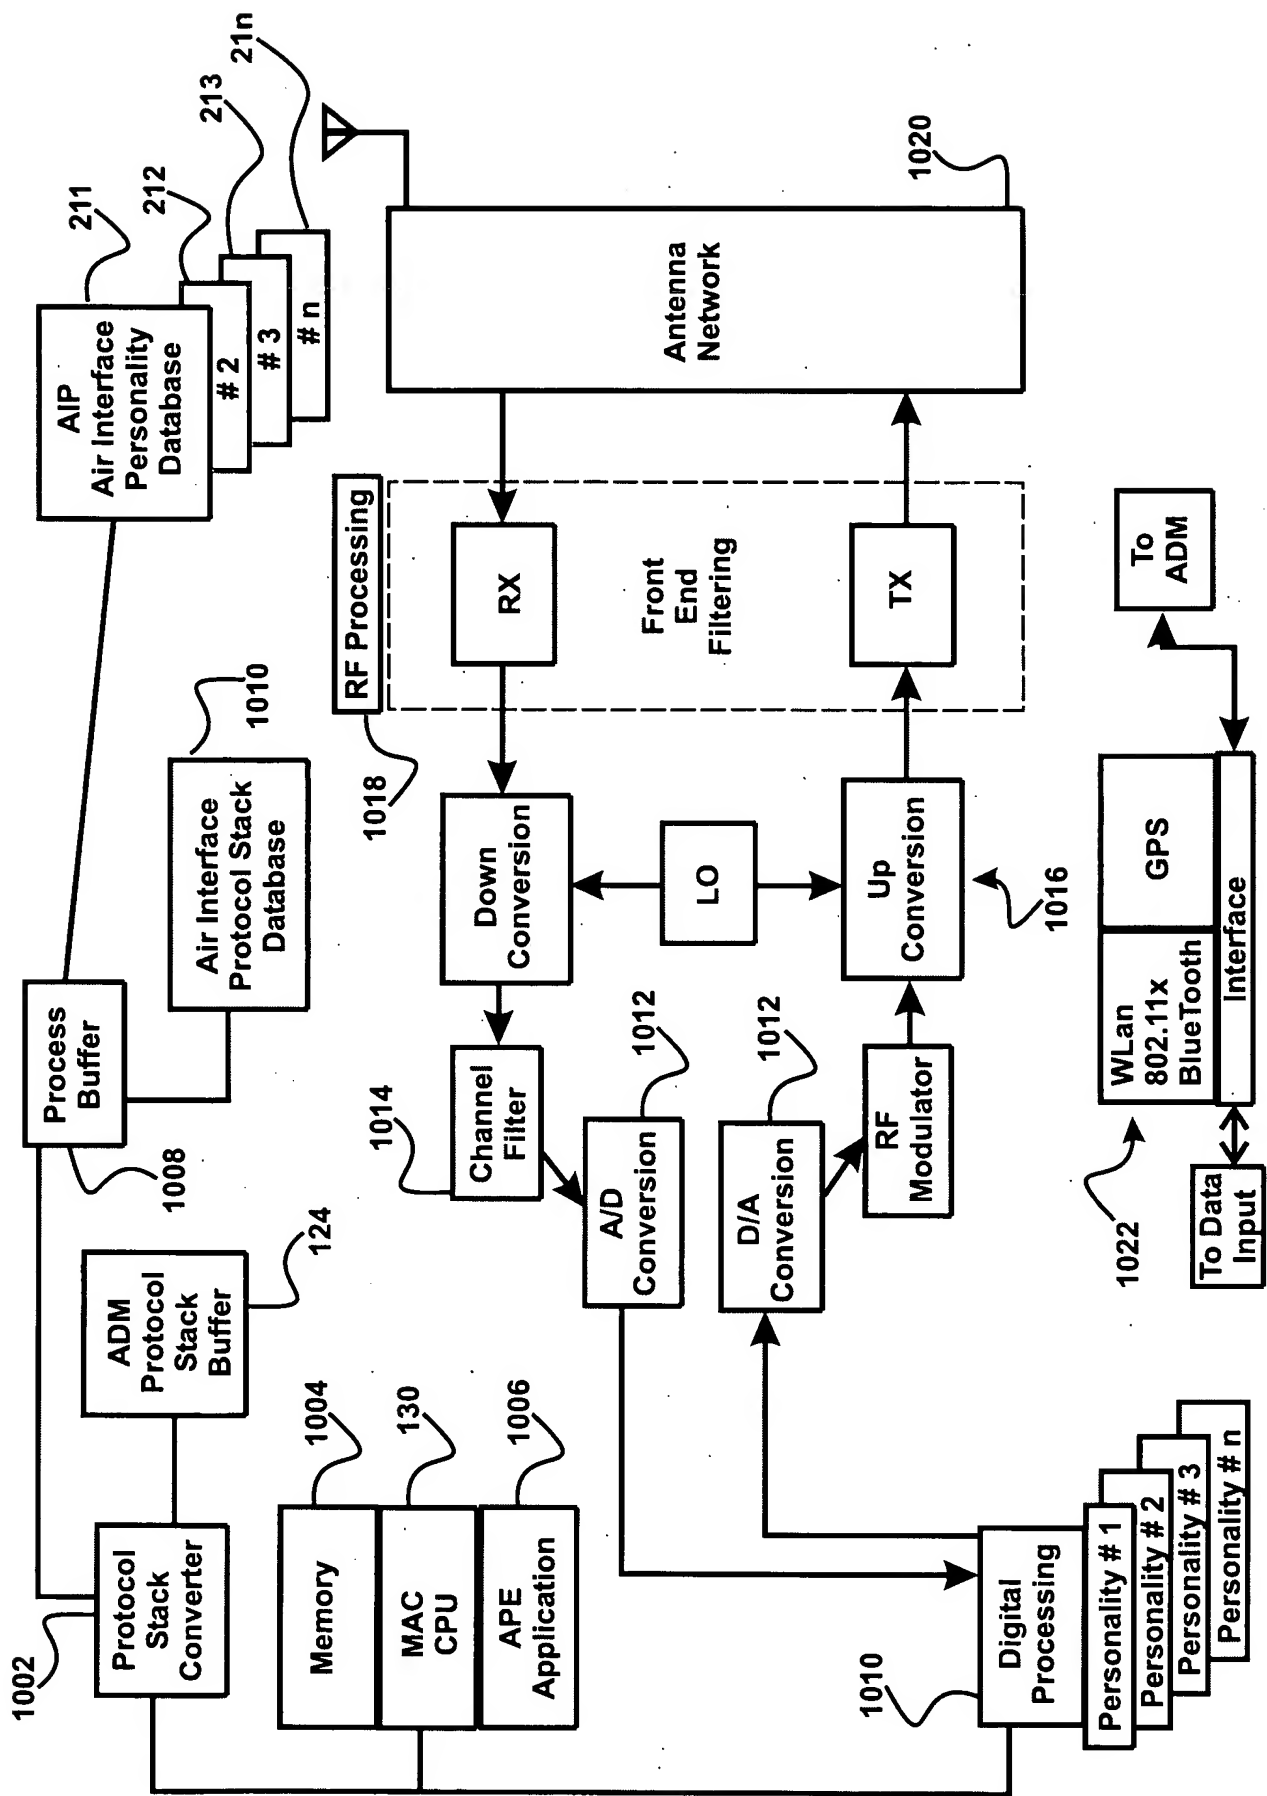 1002
Protocol
Stack
Converter
ADM
Protocol
Stack
Buffer
124
Process
Buffer
1008
Air Interface
Protocol Stack
Database
1010
AIP
Air Interface
Personality
Database
# 2
# 3
# n
211
212
213
21n
Memory
1004
MAC
CPU
130
APE
Application
1006
1014
Channel
Filter
Down
Conversion
1018
RF Processing
RX
Front
End
Filtering
TX
Antenna
Network
1020
A/D
Conversion
1012
LO
D/A
Conversion
1012
RF
Modulator
Up
Conversion
1016
1010
Digital
Processing
Personality # 1
Personality # 2
Personality # 3
Personality # n
1022
WLan
802.11x
BlueTooth
GPS
Interface
To Data
Input
To
ADM